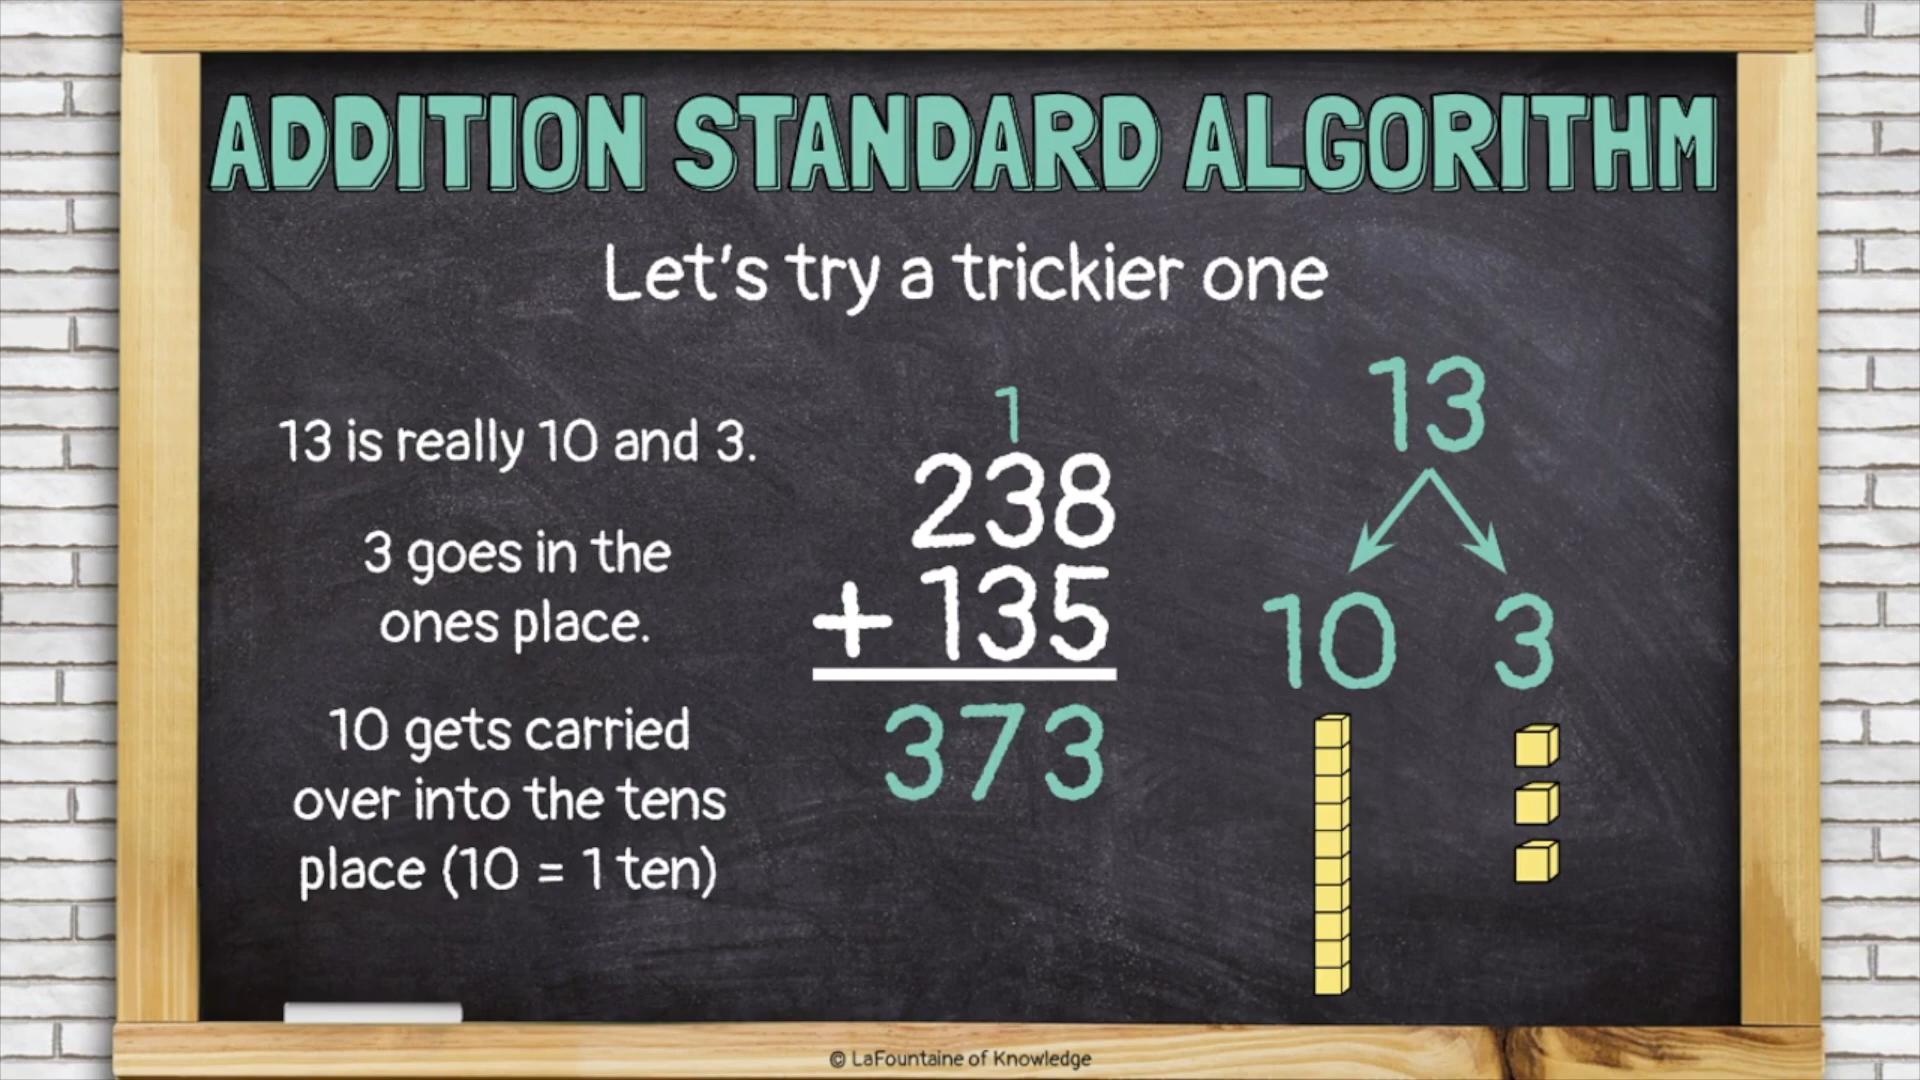 ADDITION STANDARD ALGORITHM
Let's try a trickier one
13 is really 10 and 3.
3 goes in the
ones place.
10 gets carried
over into the tens
place (10 = 1 ten)
1
238
+ 135
373
13
10 3
© LaFountaine of Knowledge